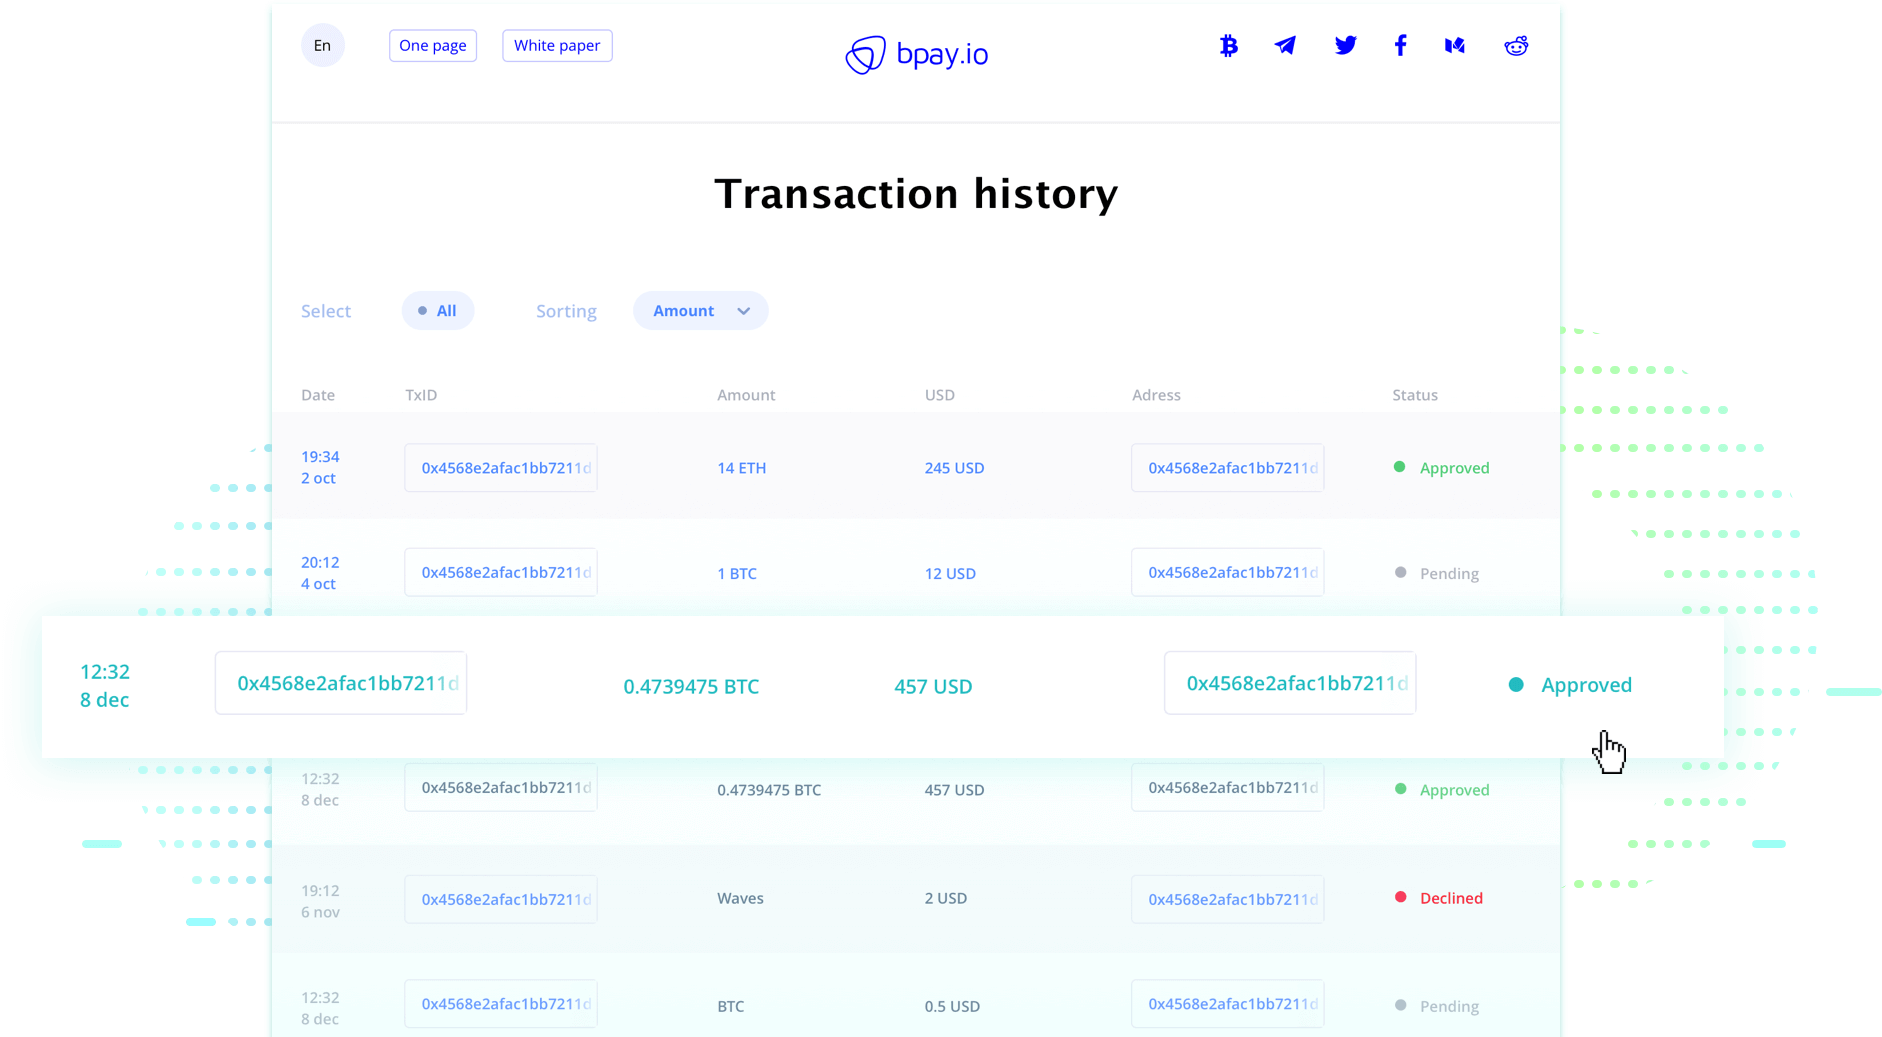 En
One page
White paper
bpay.io
Transaction history
Select
All
Sorting
Amount
Date TxID Amount USD Adress Status
19:34
2 oct
0x4568e2afac1bb7211d
14 ETH
245 USD
0x4568e2afac1bb7211d
Approved
20:12
4 oct
0x4568e2afac1bb7211d
1 BTC
12 USD
0x4568e2afac1bb7211d
Pending
12:32
8 dec
0x4568e2afac1bb7211d
0.4739475 BTC
457 USD
0x4568e2afac1bb7211d
Approved
12:32
8 dec
0x4568e2afac1bb7211d
0.4739475 BTC
457 USD
0x4568e2afac1bb7211d
Approved
19:12
6 nov
0x4568e2afac1bb7211d
Waves
2 USD
0x4568e2afac1bb7211d
Declined
12:32
8 dec
0x4568e2afac1bb7211d
BTC
0.5 USD
0x4568e2afac1bb7211d
Pending